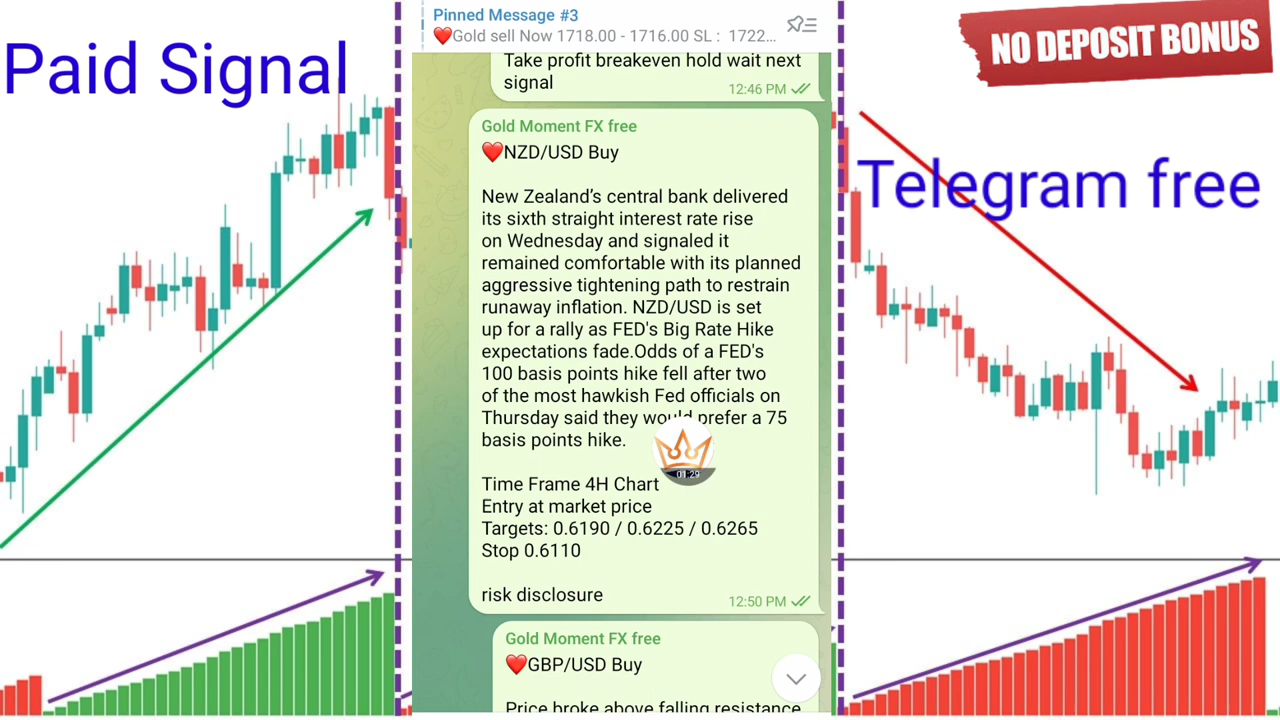 Paid Signal
Pinned Message #3
❤️Gold sell Now 1718.00 - 1716.00 SL : 1722...
Take profit breakeven hold wait next
signal
12:46 PM
Gold Moment FX free
❤️NZD/USD Buy
New Zealand’s central bank delivered
its sixth straight interest rate rise
on Wednesday and signaled it
remained comfortable with its planned
aggressive tightening path to restrain
runaway inflation. NZD/USD is set
up for a rally as FED's Big Rate Hike
expectations fade.Odds of a FED's
100 basis points hike fell after two
of the most hawkish Fed officials on
Thursday said they would prefer a 75
basis points hike.
01:29
Time Frame 4H Chart
Entry at market price
Targets: 0.6190 / 0.6225 / 0.6265
Stop 0.6110
risk disclosure
12:50 PM
Gold Moment FX free
❤️GBP/USD Buy
Price broke above falling resistance
NO DEPOSIT BONUS
Telegram free